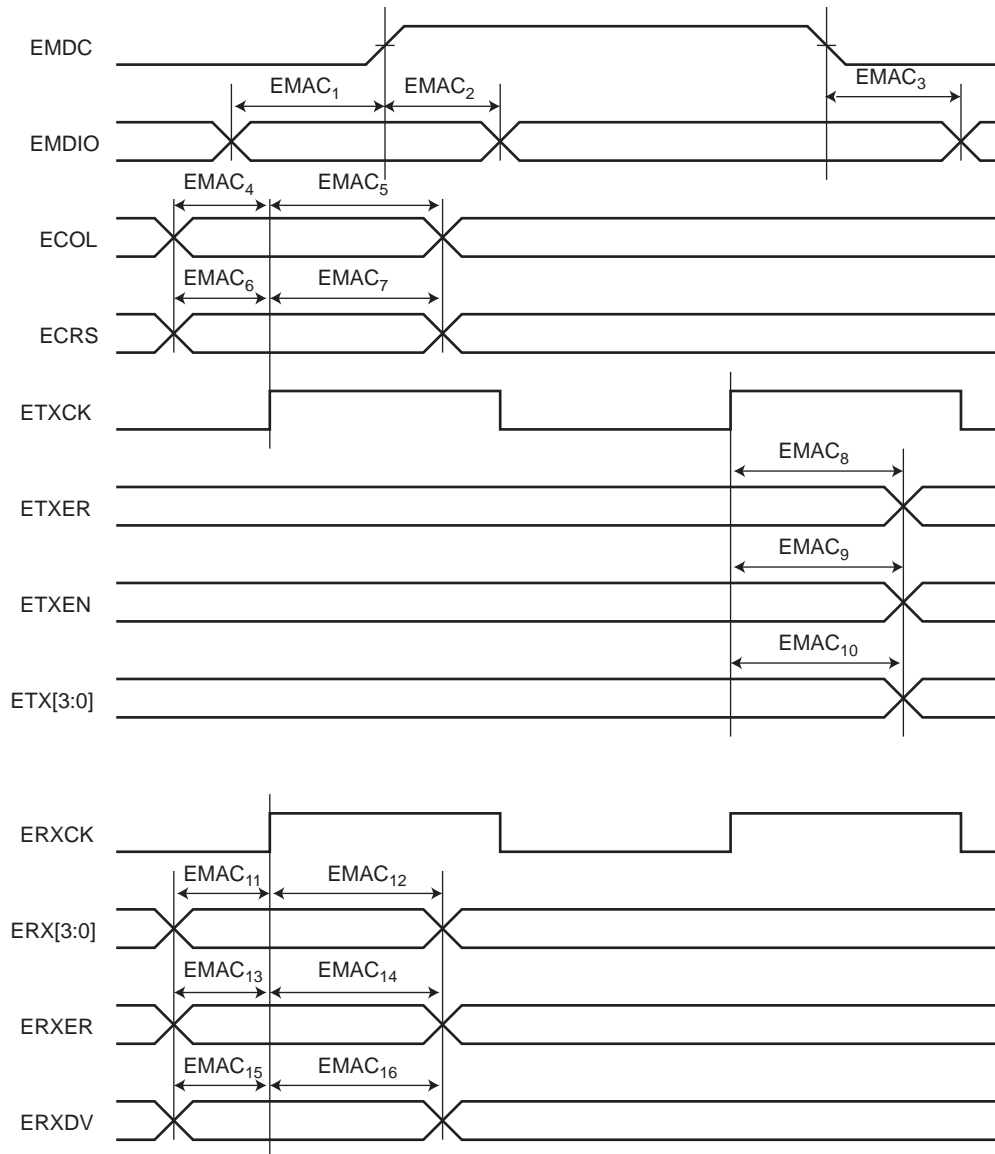 EMDC
EMAC₁ EMAC₂ EMAC₃
EMDIO
EMAC₄ EMAC₅
ECOL
EMAC₆ EMAC₇
ECRS
ETXCK
EMAC₈
ETXER
EMAC₉
ETXEN
EMAC₁₀
ETX[3:0]
ERXCK
EMAC₁₁ EMAC₁₂
ERX[3:0]
EMAC₁₃ EMAC₁₄
ERXER
EMAC₁₅ EMAC₁₆
ERXDV